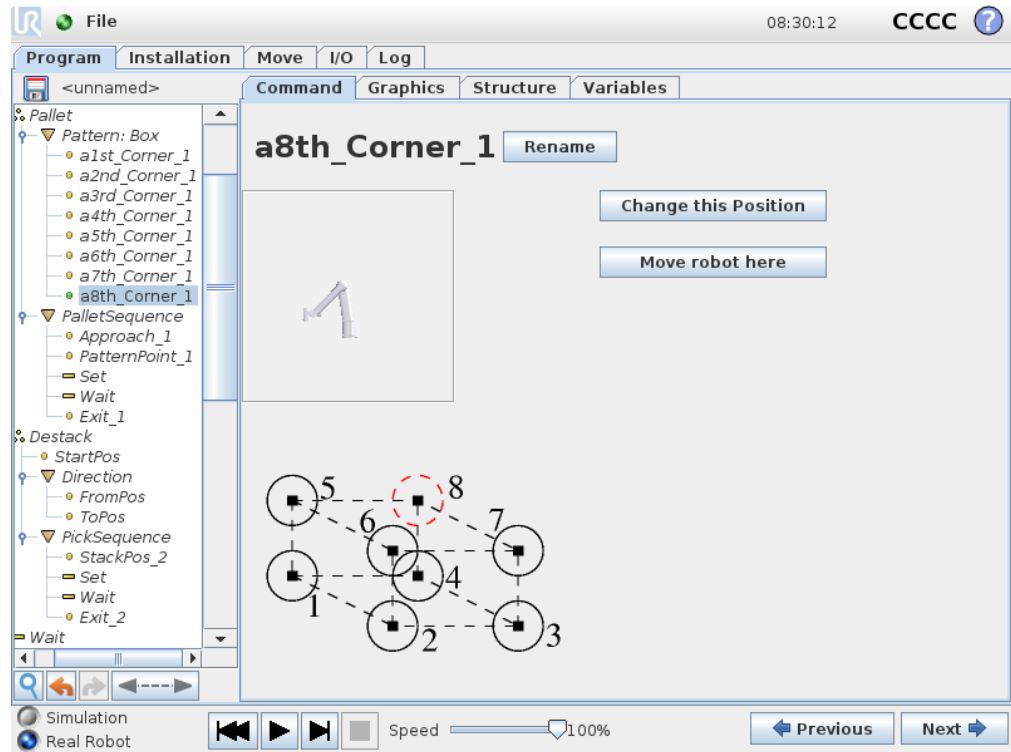 UR File 08:30:12 CCCC ?
Program Installation Move I/O Log
<unnamed> Command Graphics Structure Variables
Pallet
Pattern: Box
a1st_Corner_1
a2nd_Corner_1
a3rd_Corner_1
a4th_Corner_1
a5th_Corner_1
a6th_Corner_1
a7th_Corner_1
a8th_Corner_1
PalletSequence
Approach_1
PatternPoint_1
Set
Wait
Exit_1
Destack
StartPos
Direction
FromPos
ToPos
PickSequence
StackPos_2
Set
Wait
Exit_2
Wait
a8th_Corner_1 Rename
Change this Position
Move robot here
5 8
6 7
4
1
2 3
Simulation
Real Robot
Speed 100%
Previous Next